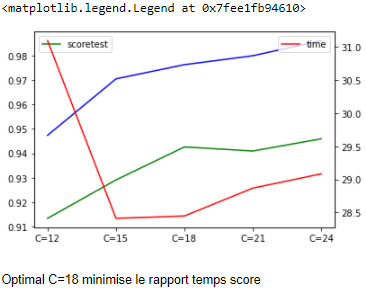 <matplotlib.legend.Legend at 0x7fee1fb94610>
scoretest
time
0.98
0.97
0.96
0.95
0.94
0.93
0.92
0.91
31.0
30.5
30.0
29.5
29.0
28.5
C=12 C=15 C=18 C=21 C=24
Optimal C=18 minimise le rapport temps score